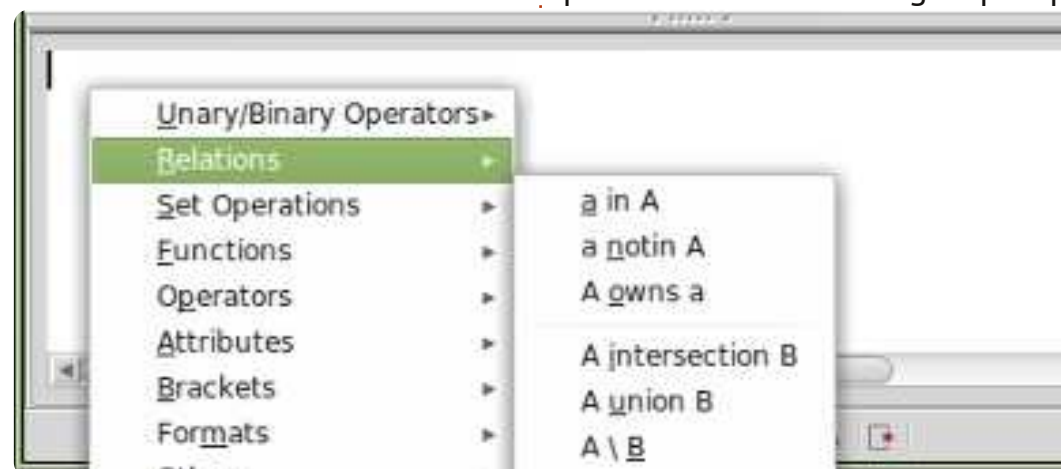 Unary/Binary Operators
Relations
Set Operations
Functions
Operators
Attributes
Brackets
Formats
a in A
a notin A
A owns a
A intersection B
A union B
A \ B